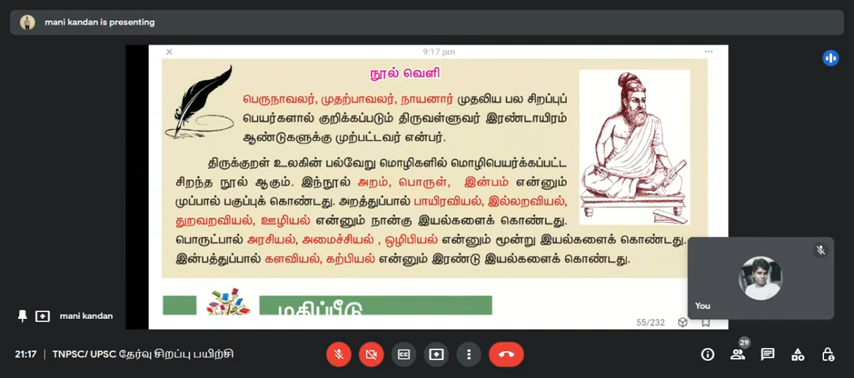 mani kandan is presenting
9:17 pm
நூல் வெளி
பெருநாவலர், முதற்பாவலர், நாயனார் முதலிய பல சிறப்புப்
பெயர்களால் குறிக்கப்படும் திருவள்ளுவர் இரண்டாயிரம்
ஆண்டுகளுக்கு முற்பட்டவர் என்பர்.
திருக்குறள் உலகின் பல்வேறு மொழிகளில் மொழிபெயர்க்கப்பட்ட
சிறந்த நூல் ஆகும். இந்நூல் அறம், பொருள், இன்பம் என்னும்
முப்பால் பகுப்புக் கொண்டது. அறத்துப்பால் பாயிரவியல், இல்லறவியல்,
துறவறவியல், ஊழியல் என்னும் நான்கு இயல்களைக் கொண்டது.
பொருட்பால் அரசியல், அமைச்சியல் , ஒழிபியல் என்னும் மூன்று இயல்களைக் கொண்டது.
இன்பத்துப்பால் களவியல், கற்பியல் என்னும் இரண்டு இயல்களைக் கொண்டது.
மதிப்பீடு
You
mani kandan
55/232
21:17 | TNPSC/ UPSC தேர்வு சிறப்பு பயிற்சி
29